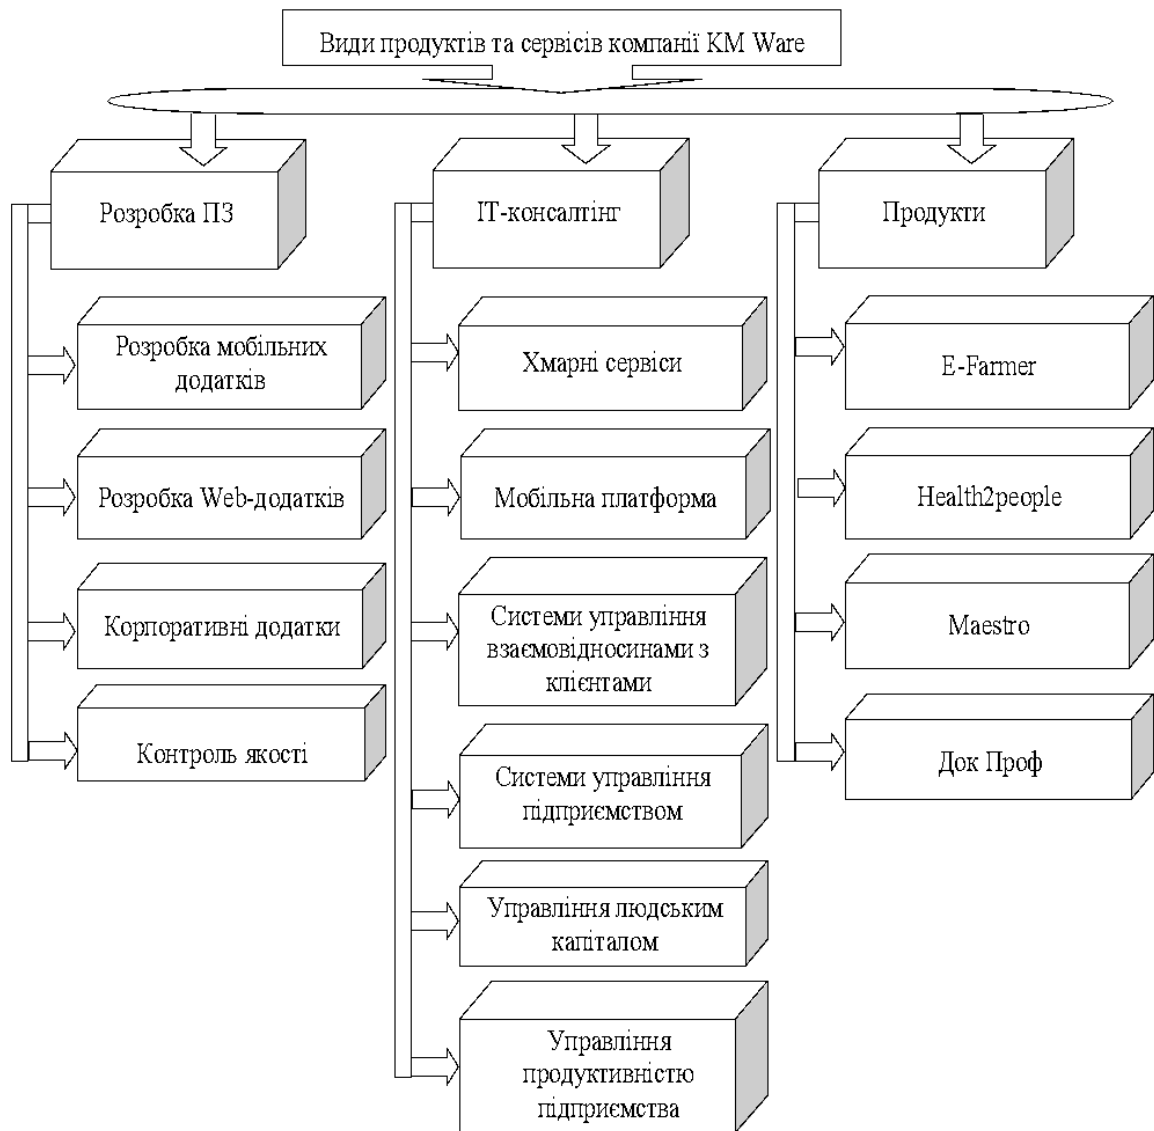 Види продуктів та сервісів компанії KM Ware
Розробка ПЗ
Розробка мобільних
додатків
Розробка Web-додатків
Корпоративні додатки
Контроль якості
ІТ-консалтінг
Хмарні сервіси
Мобільна платформа
Системи управління
взаємовідносинами з
клієнтами
Системи управління
підприємством
Управління людським
капіталом
Управління
продуктивністю
підприємства
Продукти
E-Farmer
Health2people
Maestro
Док Проф